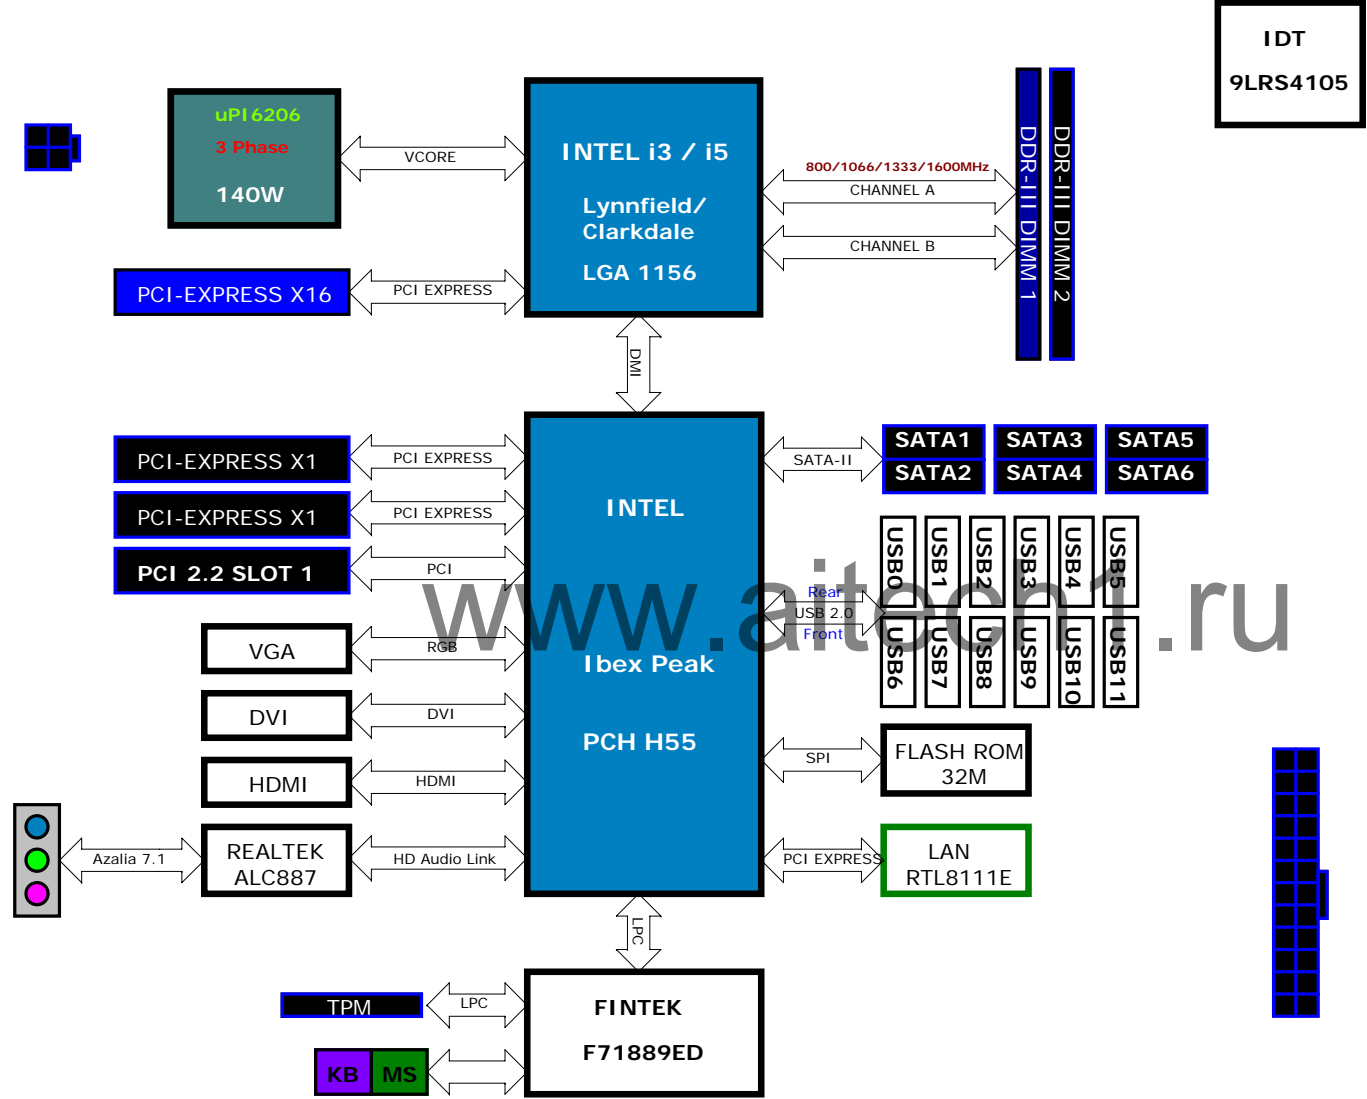 IDT
9LRS4105
uPI6206
3 Phase
140W
VCORE
INTEL i3 / i5
Lynnfield/
Clarkdale
LGA 1156
800/1066/1333/1600MHz
CHANNEL A
CHANNEL B
DDR-III DIMM 1
DDR-III DIMM 2
PCI-EXPRESS X16
PCI EXPRESS
DMI
PCI-EXPRESS X1
PCI EXPRESS
PCI-EXPRESS X1
PCI EXPRESS
PCI 2.2 SLOT 1
PCI
VGA
RGB
DVI
DVI
HDMI
HDMI
Azalia 7.1
REALTEK
ALC887
HD Audio Link
INTEL
Ibex Peak
PCH H55
SATA-II
SATA1
SATA3
SATA5
SATA2
SATA4
SATA6
Rear
USB 2.0
Front
USB0
USB1
USB2
USB3
USB4
USB5
USB6
USB7
USB8
USB9
USB10
USB11
www.aitech1.ru
SPI
FLASH ROM
32M
PCI EXPRESS
LAN
RTL8111E
LPC
TPM
LPC
FINTEK
F71889ED
KB
MS